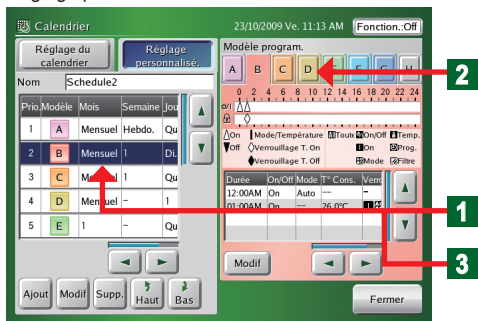 Calendrier
23/10/2009 Ve. 11:13 AM
Fonction.:Off
Réglage du calendrier
Réglage personnalisé.
Nom
Schedule2
Prio. Modèle Mois Semaine Jou
1 A Mensuel Hebdo. Qu
2 B Mensuel 1 Di.
3 C Mensuel 1 Qu
4 D Mensuel – 1
5 E 1 – Qu
Ajout
Modif
Supp.
Haut
Bas
Modèle program.
A B C D E F G H
0 2 4 6 8 10 12 14 16 18 20 22 24
On
Mode/Température
Toute
On/Off
Temp.
Off
Verrouillage T. On
On
Prog.
Verrouillage T. Off
Mode
Filtre
Durée On/Off Mode T° Cons. Verro
12:00AM On Auto -- –
01:00AM On -- 26.0°C
Modif
Fermer
2
1
3